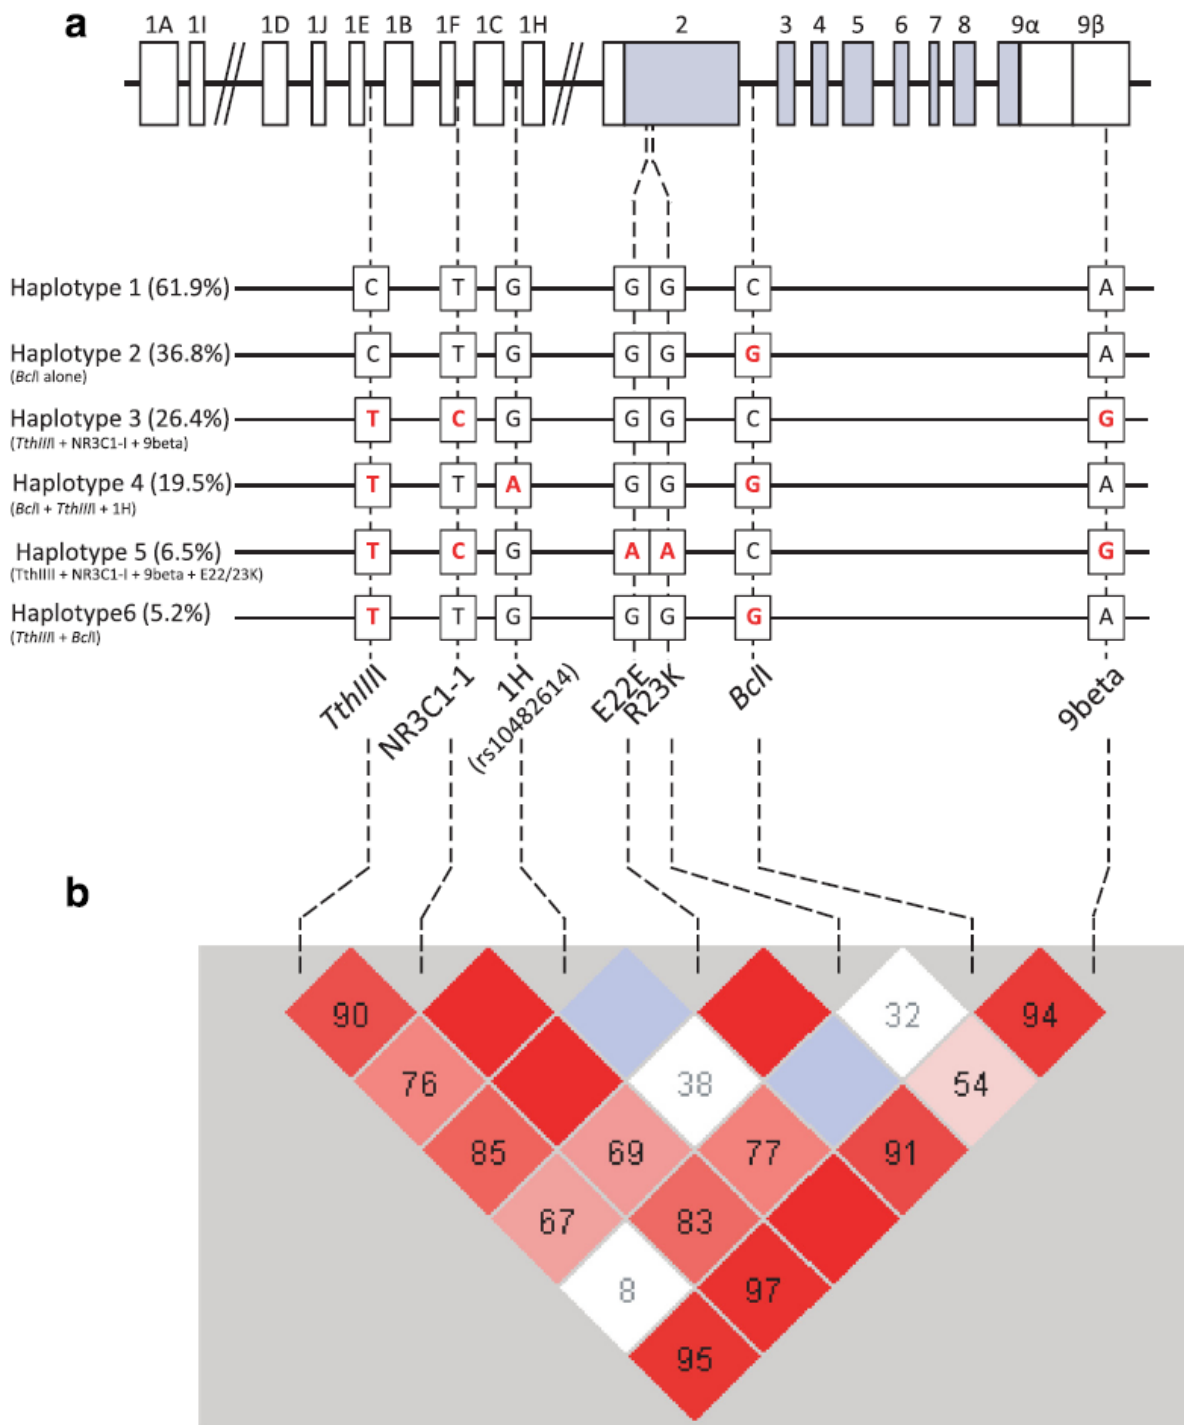 a
1A 1I 1D 1J 1E 1B 1F 1C 1H 2 3 4 5 6 7 8 9α 9β
Haplotype 1 (61.9%) C T G G G C A
Haplotype 2 (36.8%) C T G G G G A
(BclI alone)
Haplotype 3 (26.4%) T C G G G C G
(TthIIII + NR3C1-I + 9beta)
Haplotype 4 (19.5%) T T A G G G A
(BclI + TthIIII + 1H)
Haplotype 5 (6.5%) T C G A A C G
(TthIIII + NR3C1-I + 9beta + E22/23K)
Haplotype6 (5.2%) T T G G G G A
(TthIIII + BclI)
TthIIII
NR3C1-1
1H
(rs10482614)
E22E
R23K
BclI
9beta
b
90 32 94
76 38 54
85 69 77 91
67 83
8 97
95